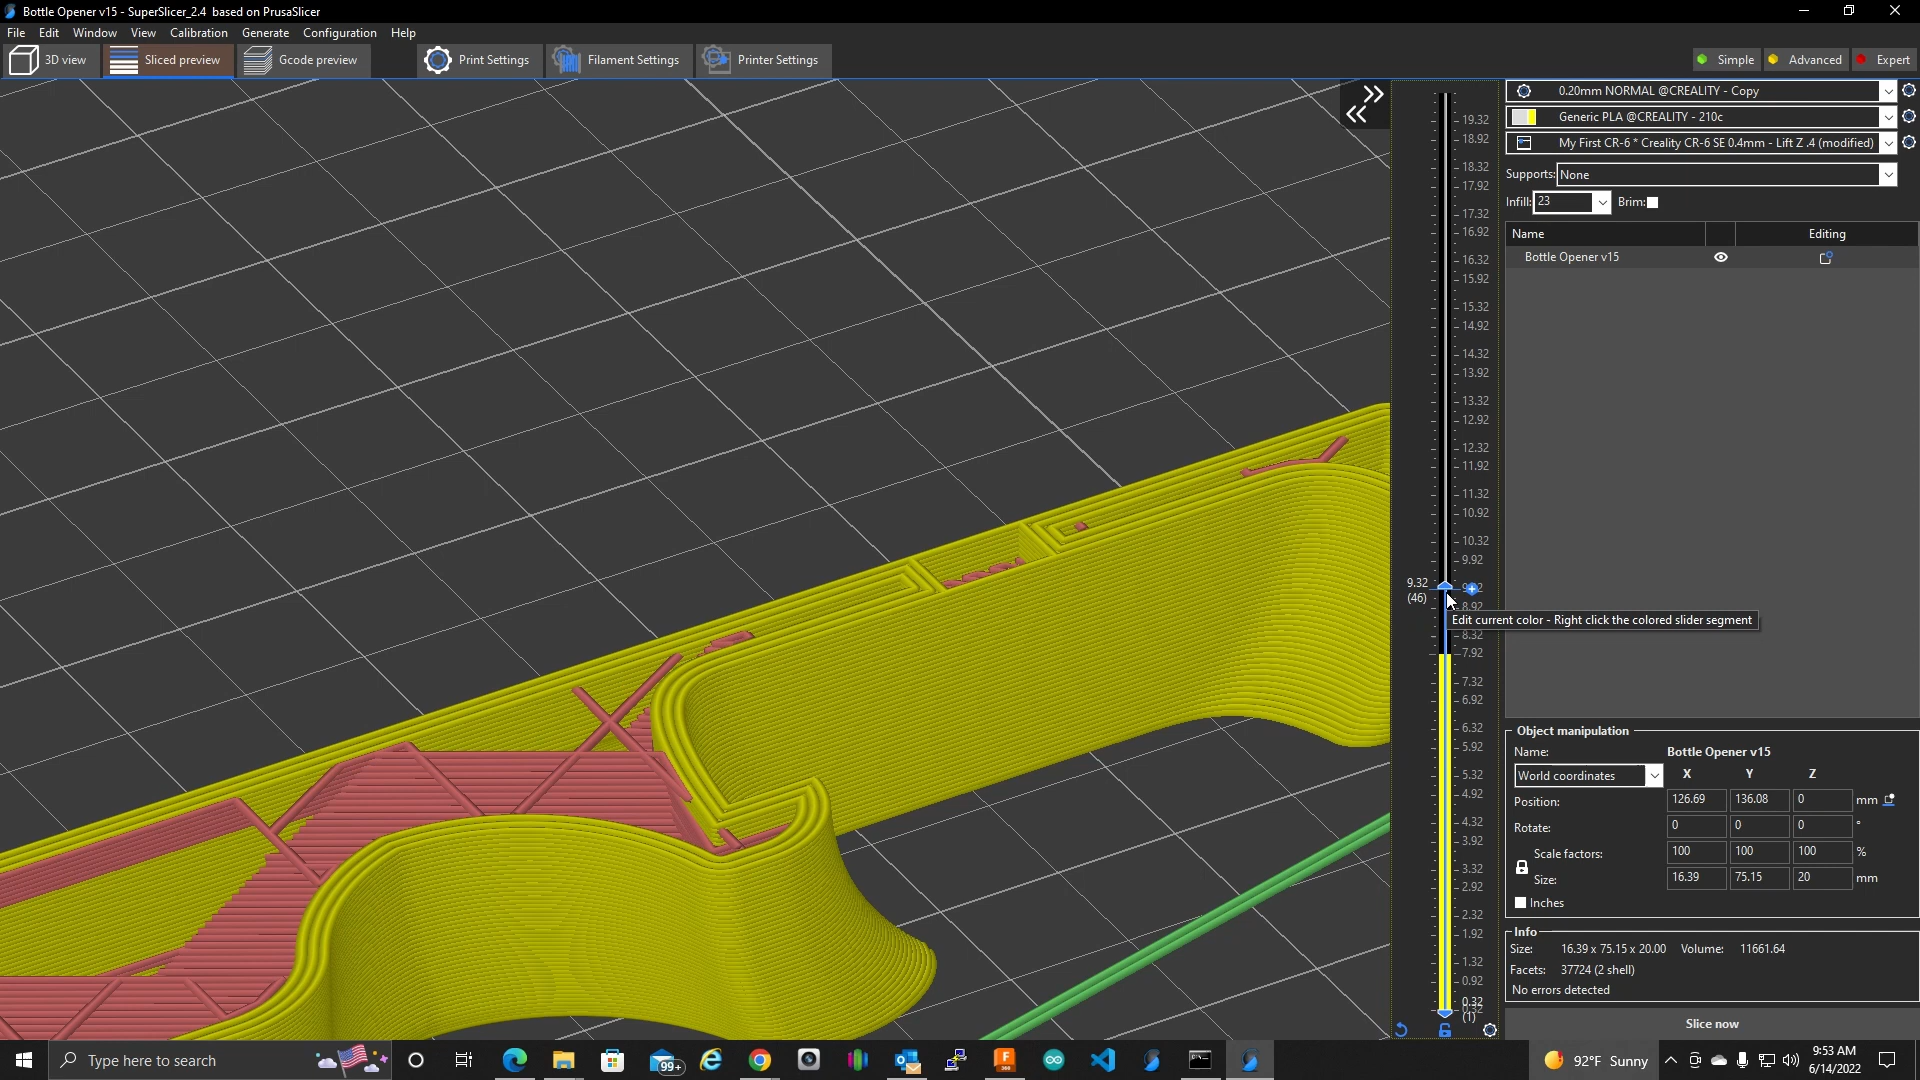 Bottle Opener v15 - SuperSlicer_2.4 based on PrusaSlicer
File Edit Window View Calibration Generate Configuration Help
3D view Sliced preview Gcode preview Print Settings Filament Settings Printer Settings Simple Advanced Expert
0.20mm NORMAL @CREALITY - Copy
Generic PLA @CREALITY - 210c
My First CR-6 * Creality CR-6 SE 0.4mm - Lift Z .4 (modified)
Supports: None
Infill: 23 Brim:
Name Editing
Bottle Opener v15
19.32
18.92
18.32
17.92
17.32
16.92
16.32
15.92
15.32
14.92
14.32
13.92
13.32
12.92
12.32
11.92
11.32
10.92
10.32
9.92
9.32
(46)
8.92
Edit current color - Right click the colored slider segment
8.32
7.92
7.32
6.92
6.32
5.92
5.32
4.92
4.32
3.92
3.32
2.92
2.32
1.92
1.32
0.92
0.32
(1)
Object manipulation
Name: Bottle Opener v15
World coordinates X Y Z
Position: 126.69 136.08 0 mm
Rotate: 0 0 0 °
Scale factors: 100 100 100 %
Size: 16.39 75.15 20 mm
Inches
Info
Size: 16.39 x 75.15 x 20.00 Volume: 11661.64
Facets: 37724 (2 shell)
No errors detected
Slice now
Type here to search
99+
F
360
92°F Sunny
9:53 AM
6/14/2022